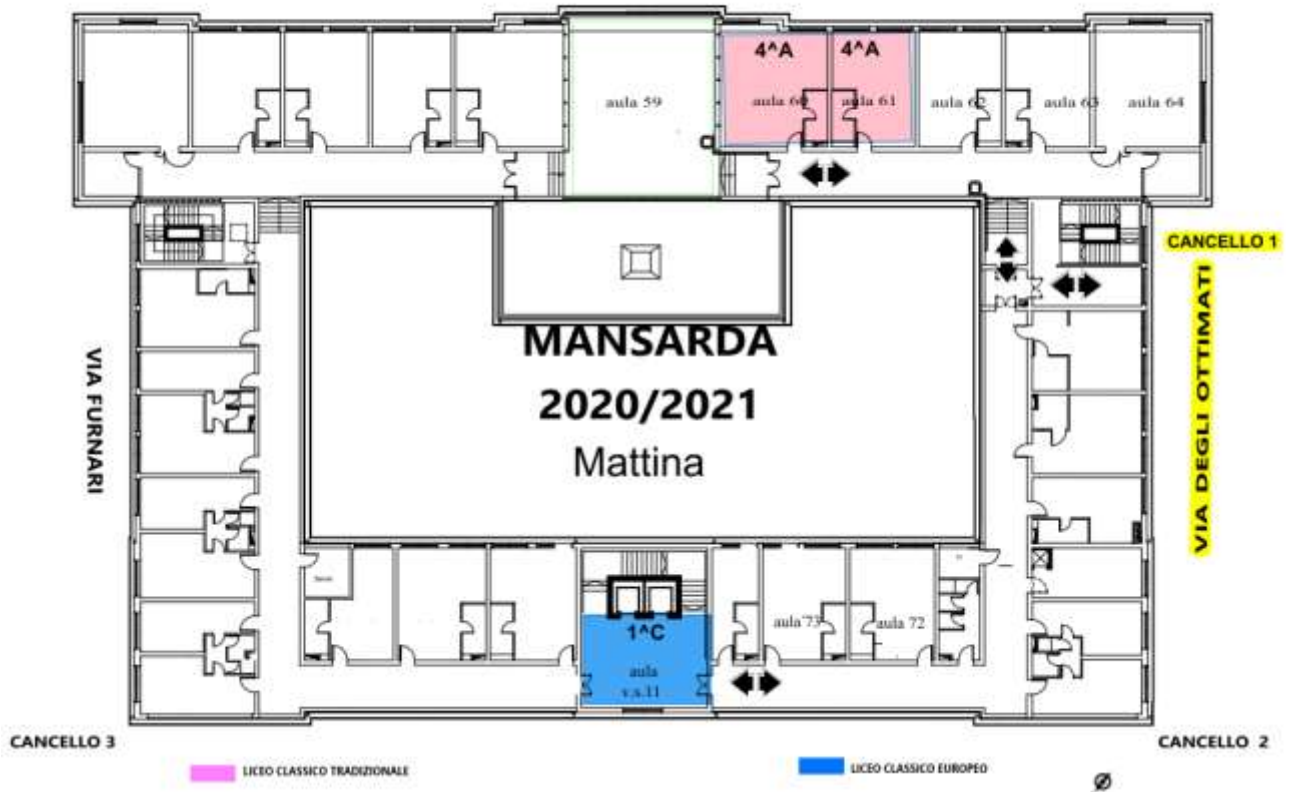 4^A
4^A
aula 59
aula 60
aula 61
aula 62
aula 63
aula 64
CANCELLO 1
VIA FURNARI
MANSARDA
2020/2021
Mattina
VIA DEGLI OTTIMATI
aula 73
aula 72
1^C
aula
v.s.11
CANCELLO 3
CANCELLO 2
LICEO CLASSICO TRADIZIONALE
LICEO CLASSICO EUROPEO